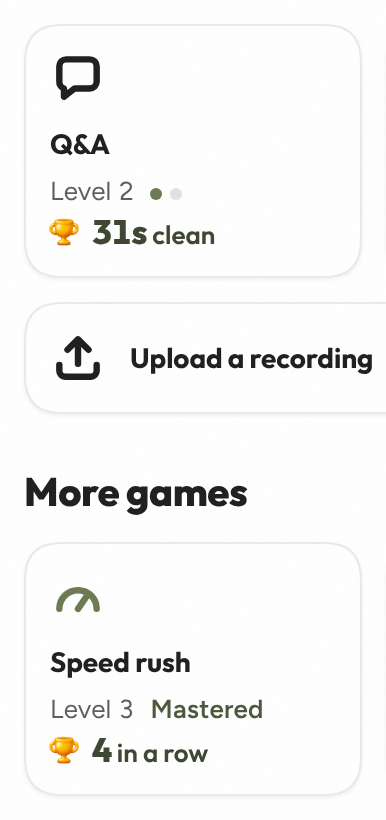 Q&A
Level 2
31s clean
Upload a recording
More games
Speed rush
Level 3 Mastered
4 in a row